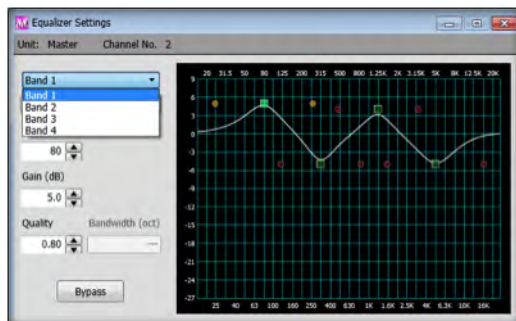 Equalizer Settings
Unit: Master Channel No. 2
Band 1
Band 1
Band 2
Band 3
Band 4
80
Gain (dB)
5.0
Quality Bandwidth (oct)
0.80 —
Bypass
20 31.5 50 80 125 200 315 500 800 1.25K 2K 3.15K 5K 8K 12.5K 20K
9
6
3
0
-3
-6
-9
-12
-15
-18
-21
-24
-27
25 40 63 100 160 250 400 630 1K 1.6K 2.5K 4K 6.3K 10K 16K